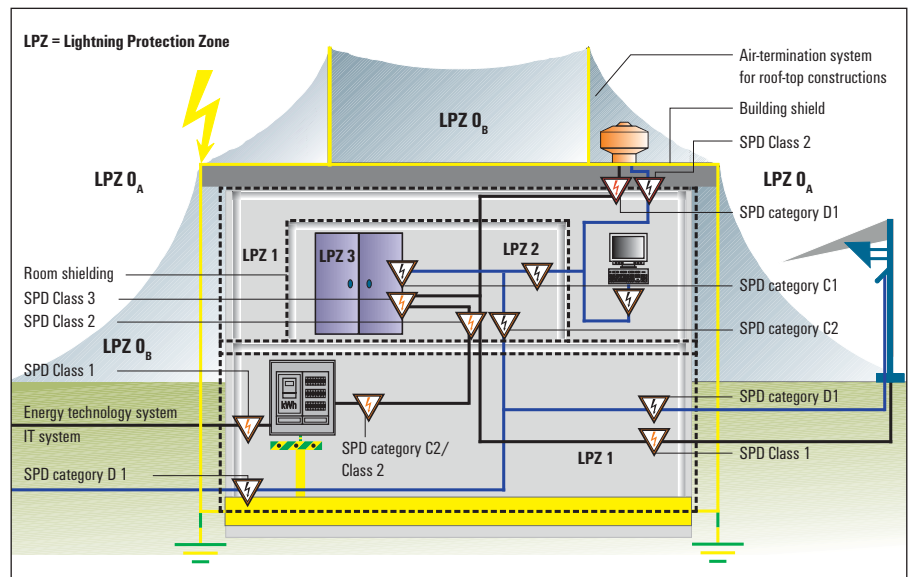 LPZ = Lightning Protection Zone
Air-termination system
for roof-top constructions
Building shield
LPZ 0B
SPD Class 2
LPZ 0A
LPZ 0A
SPD category D1
LPZ 1
LPZ 3
LPZ 2
Room shielding
SPD Class 3
SPD category C1
SPD Class 2
SPD category C2
LPZ 0B
SPD Class 1
kWh
SPD category D1
Energy technology system
IT system
SPD category C2/
Class 2
LPZ 1
SPD Class 1
SPD category D 1